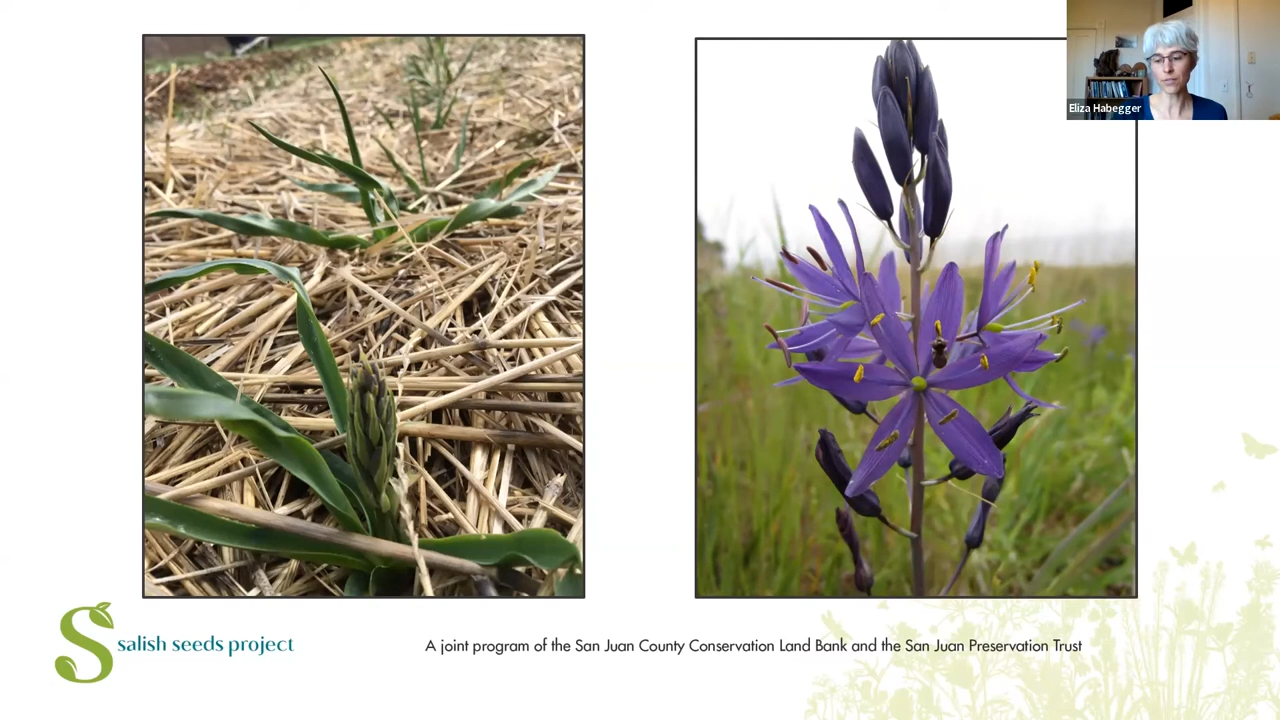 Eliza Habegger
salish seeds project
A joint program of the San Juan County Conservation Land Bank and the San Juan Preservation Trust